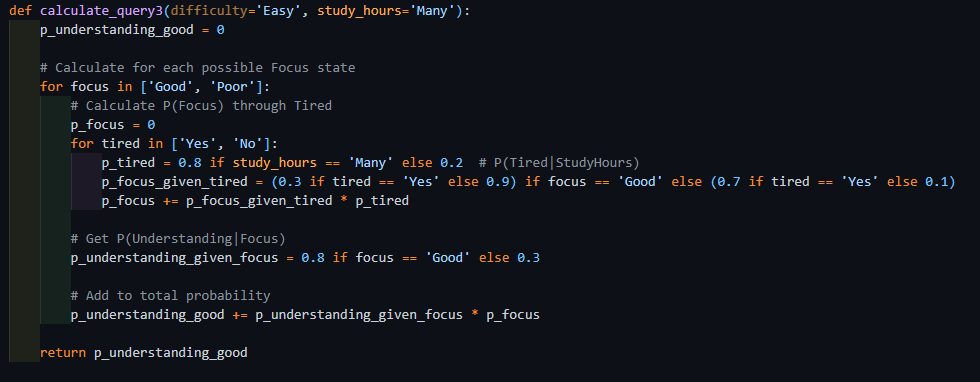 def calculate_query3(difficulty='Easy', study_hours='Many'):
    p_understanding_good = 0

    # Calculate for each possible Focus state
    for focus in ['Good', 'Poor']:
        # Calculate P(Focus) through Tired
        p_focus = 0
        for tired in ['Yes', 'No']:
            p_tired = 0.8 if study_hours == 'Many' else 0.2  # P(Tired|StudyHours)
            p_focus_given_tired = (0.3 if tired == 'Yes' else 0.9) if focus == 'Good' else (0.7 if tired == 'Yes' else 0.1)
            p_focus += p_focus_given_tired * p_tired

        # Get P(Understanding|Focus)
        p_understanding_given_focus = 0.8 if focus == 'Good' else 0.3

        # Add to total probability
        p_understanding_good += p_understanding_given_focus * p_focus

    return p_understanding_good